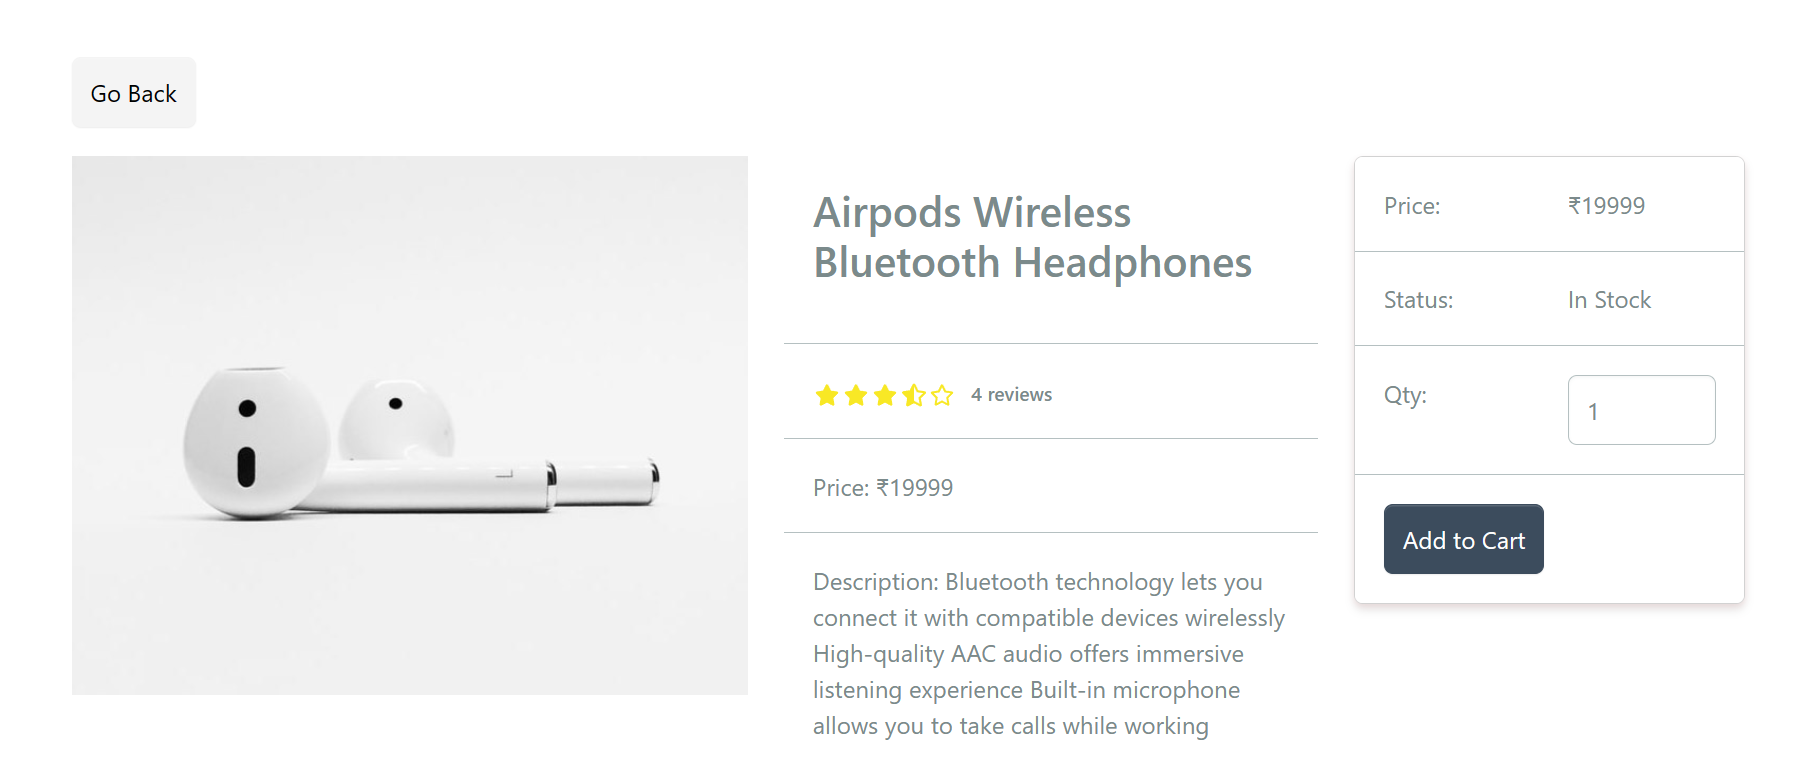 Go Back
Airpods Wireless
Bluetooth Headphones
4 reviews
Price: ₹19999
Description: Bluetooth technology lets you
connect it with compatible devices wirelessly
High-quality AAC audio offers immersive
listening experience Built-in microphone
allows you to take calls while working
Price: ₹19999
Status: In Stock
Qty: 1
Add to Cart